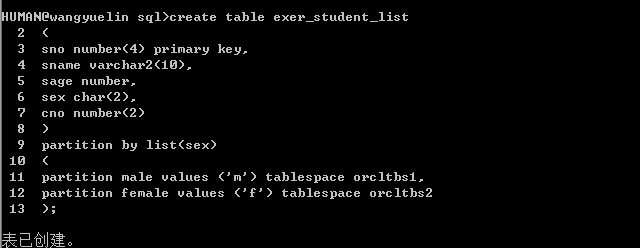 HUMAN@wangyuelin sql>create table exer_student_list
2 (
3 sno number(4) primary key,
4 sname varchar2(10),
5 sage number,
6 sex char(2),
7 cno number(2)
8 )
9 partition by list(sex)
10 (
11 partition male values ('m') tablespace orcltbs1,
12 partition female values ('f') tablespace orcltbs2
13 );
表已创建。